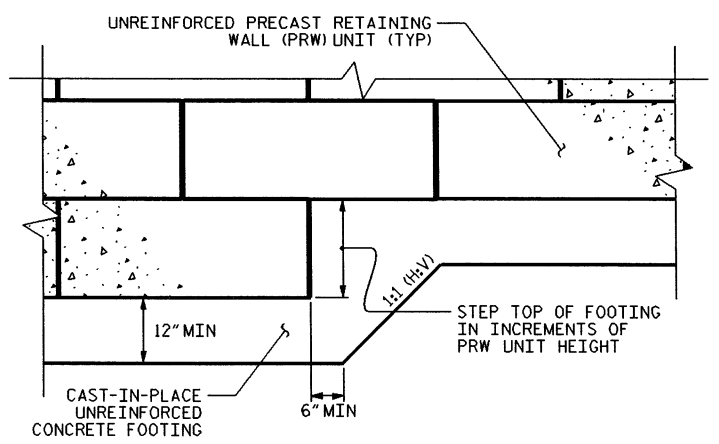 UNREINFORCED PRECAST RETAINING
WALL (PRW) UNIT (TYP)
1:1 (H:V)
12" MIN
STEP TOP OF FOOTING
IN INCREMENTS OF
PRW UNIT HEIGHT
CAST-IN-PLACE
UNREINFORCED
CONCRETE FOOTING
6" MIN